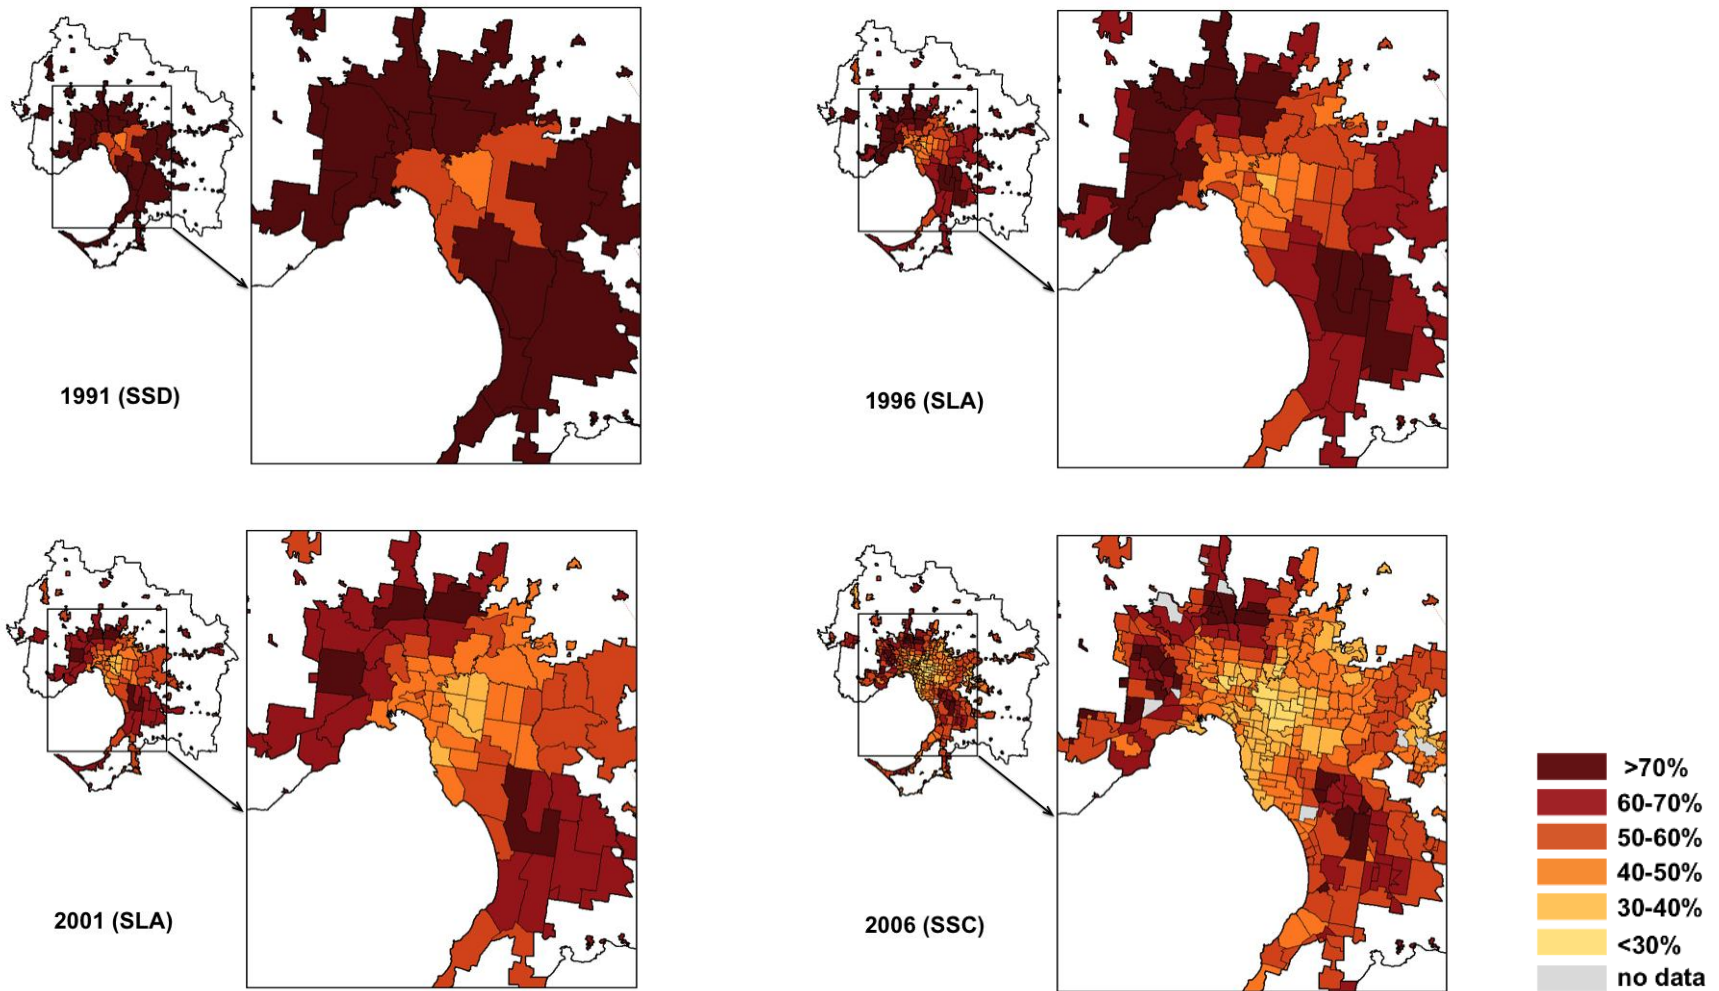 1991 (SSD)
1996 (SLA)
2001 (SLA)
2006 (SSC)
>70%
60-70%
50-60%
40-50%
30-40%
<30%
no data